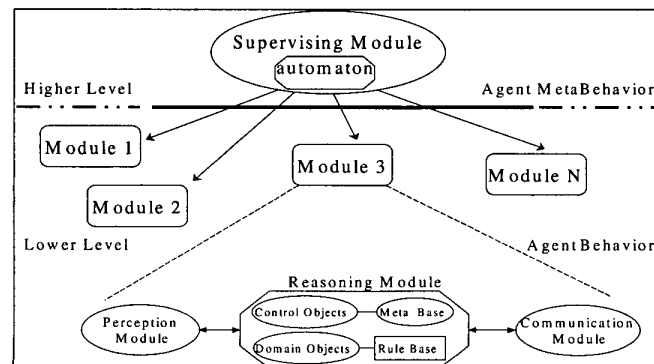 Supervising Module
automaton
Higher Level
Agent MetaBehavior
Module 1
Module 2
Module 3
Module N
Lower Level
Agent Behavior
Reasoning Module
Perception
Module
Control Objects
Meta Base
Domain Objects
Rule Base
Communication
Module